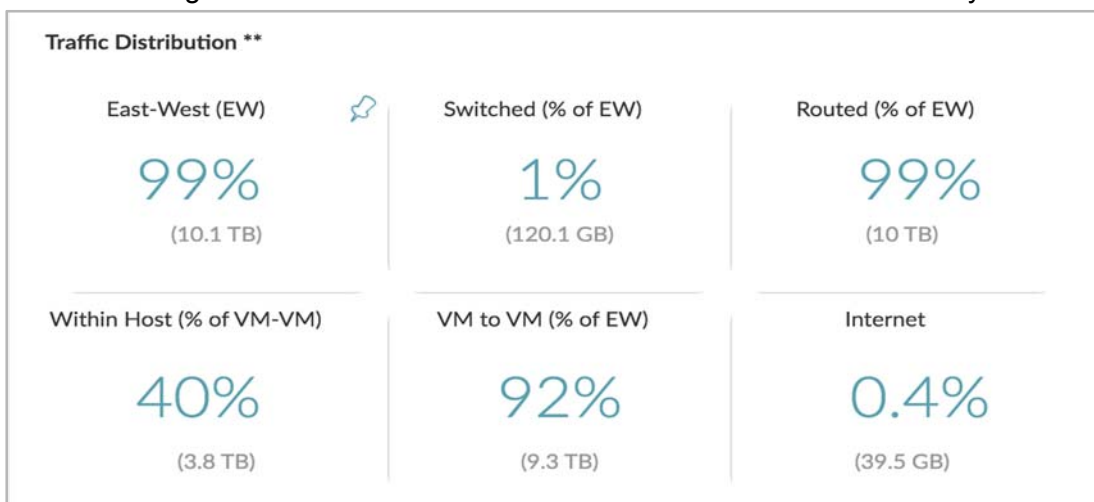 Traffic Distribution **
East-West (EW) Switched (% of EW) Routed (% of EW)
99% 1% 99%
(10.1 TB) (120.1 GB) (10 TB)
Within Host (% of VM-VM) VM to VM (% of EW) Internet
40% 92% 0.4%
(3.8 TB) (9.3 TB) (39.5 GB)